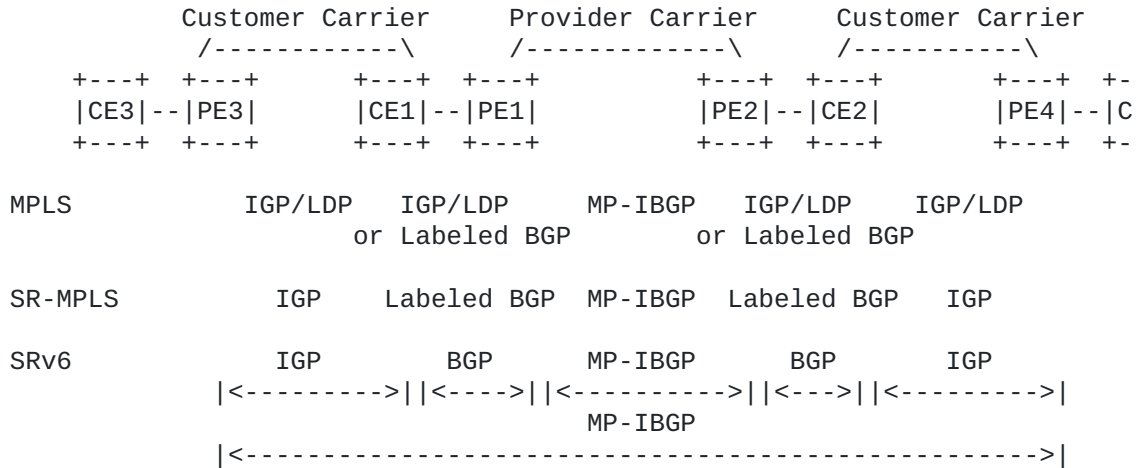 Customer Carrier     Provider Carrier     Customer Carrier
            /------------\      /-------------\      /-----------\
    +---+  +---+      +---+  +---+          +---+  +---+       +---+  +-
    |CE3|--|PE3|      |CE1|--|PE1|          |PE2|--|CE2|       |PE4|--|C
    +---+  +---+      +---+  +---+          +---+  +---+       +---+  +-
MPLS           IGP/LDP   IGP/LDP     MP-IBGP   IGP/LDP   IGP/LDP
                      or Labeled BGP        or Labeled BGP
SR-MPLS          IGP    Labeled BGP  MP-IBGP  Labeled BGP   IGP
SRv6             IGP        BGP      MP-IBGP      BGP       IGP
             |<--------->||<---->||<---------->||<--->||<--------->|
                                     MP-IBGP
             |<--------------------------------------------------->|